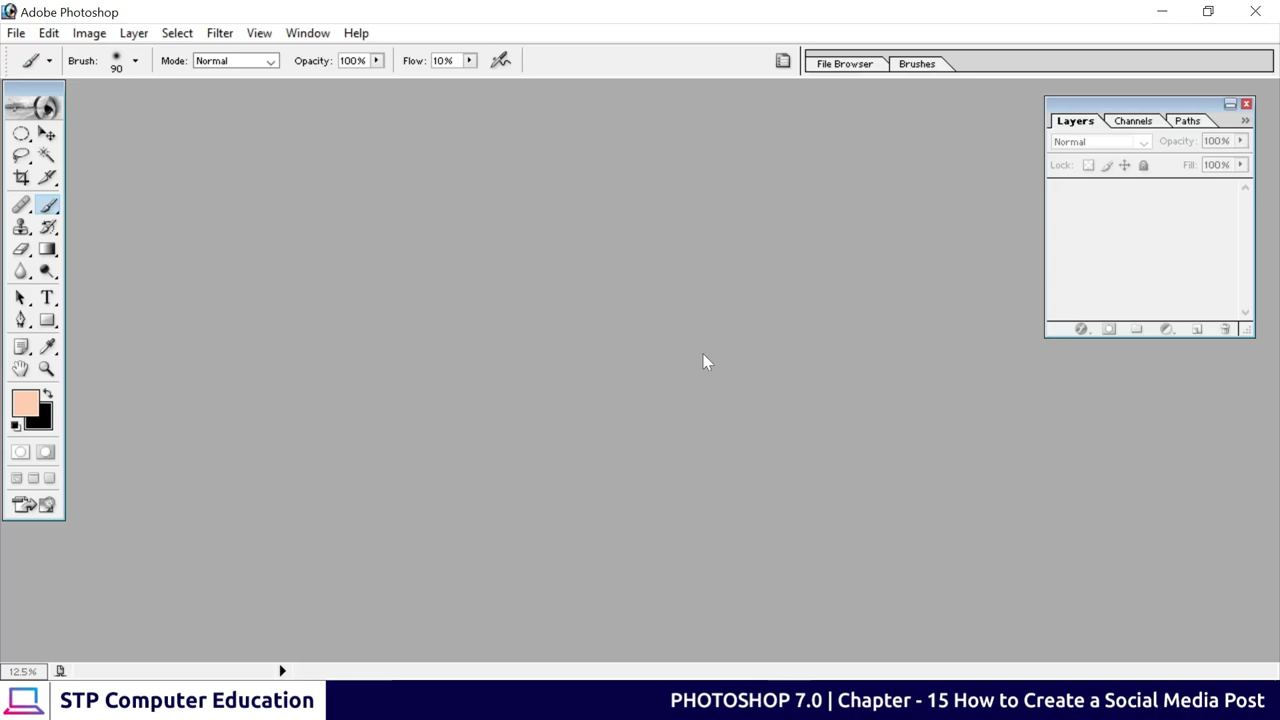 Adobe Photoshop
File Edit Image Layer Select Filter View Window Help
Brush: 90 Mode: Normal Opacity: 100% Flow: 10% File Browser Brushes
Layers Channels Paths
Normal Opacity: 100%
Lock: Fill: 100%
T
12.5%
STP Computer Education PHOTOSHOP 7.0 | Chapter - 15 How to Create a Social Media Post